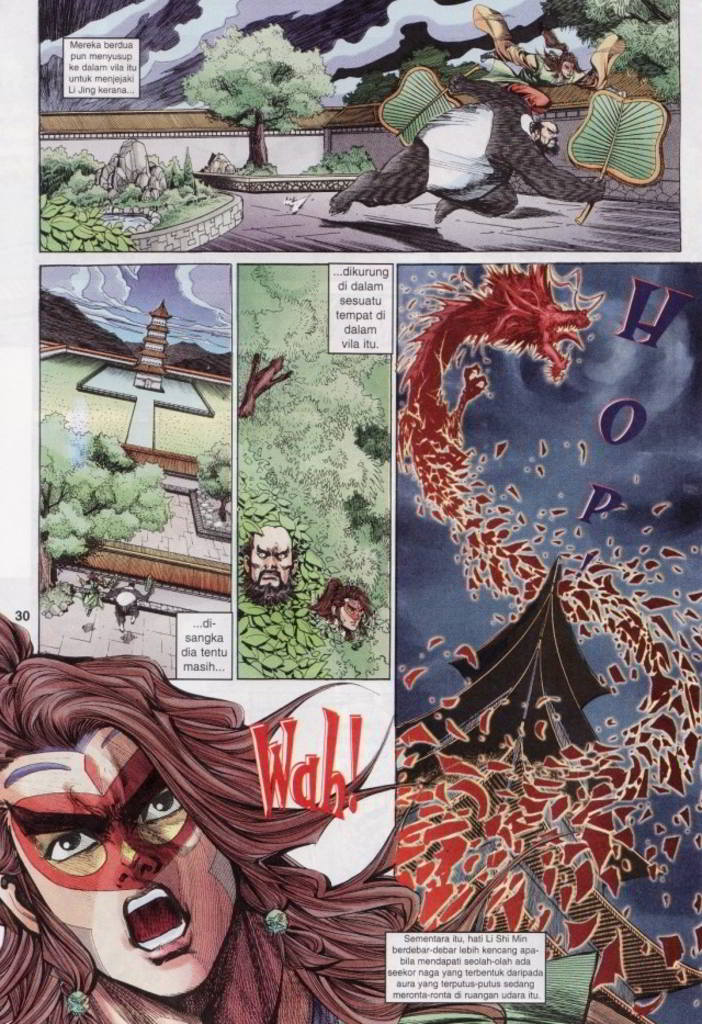 Mereka berdua
pun menyusup
ke dalam vila itu
untuk menjejaki
Li Jing kerana...
...dikurung
di dalam
sesuatu
tempat di
dalam
vila itu.
HOP!
...di-
sangka
dia tentu
masih...
30
Wah!
Sementara itu, hati Li Shi Min
berdebar-debar lebih kencang apa-
bila mendapati seolah-olah ada
seekor naga yang terbentuk daripada
aura yang terputus-putus sedang
meronta-ronta di ruangan udara itu.